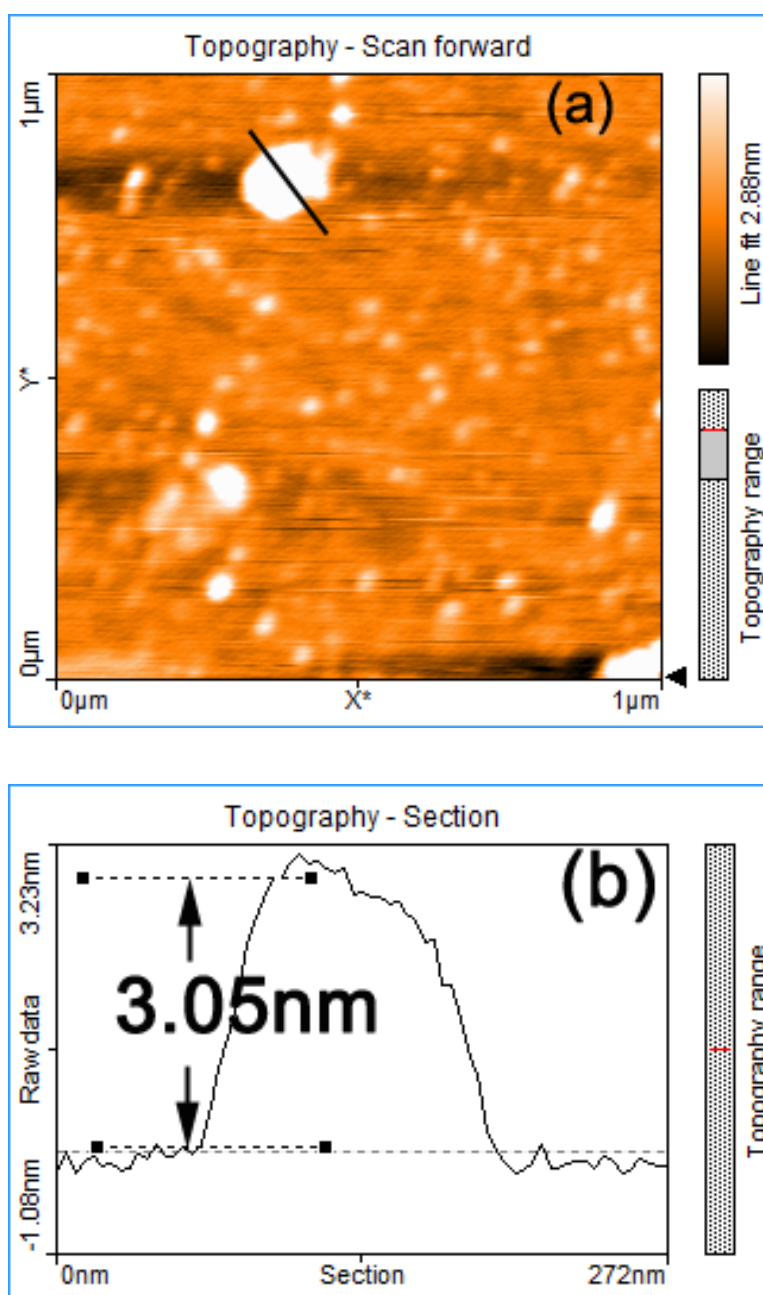 Topography - Scan forward
(a)
1µm
Y*
0µm
0µm
X*
1µm
Line fit 2.88nm
Topography range
Topography - Section
(b)
3.23nm
Raw data
-1.08nm
3.05nm
0nm
Section
272nm
Topography range